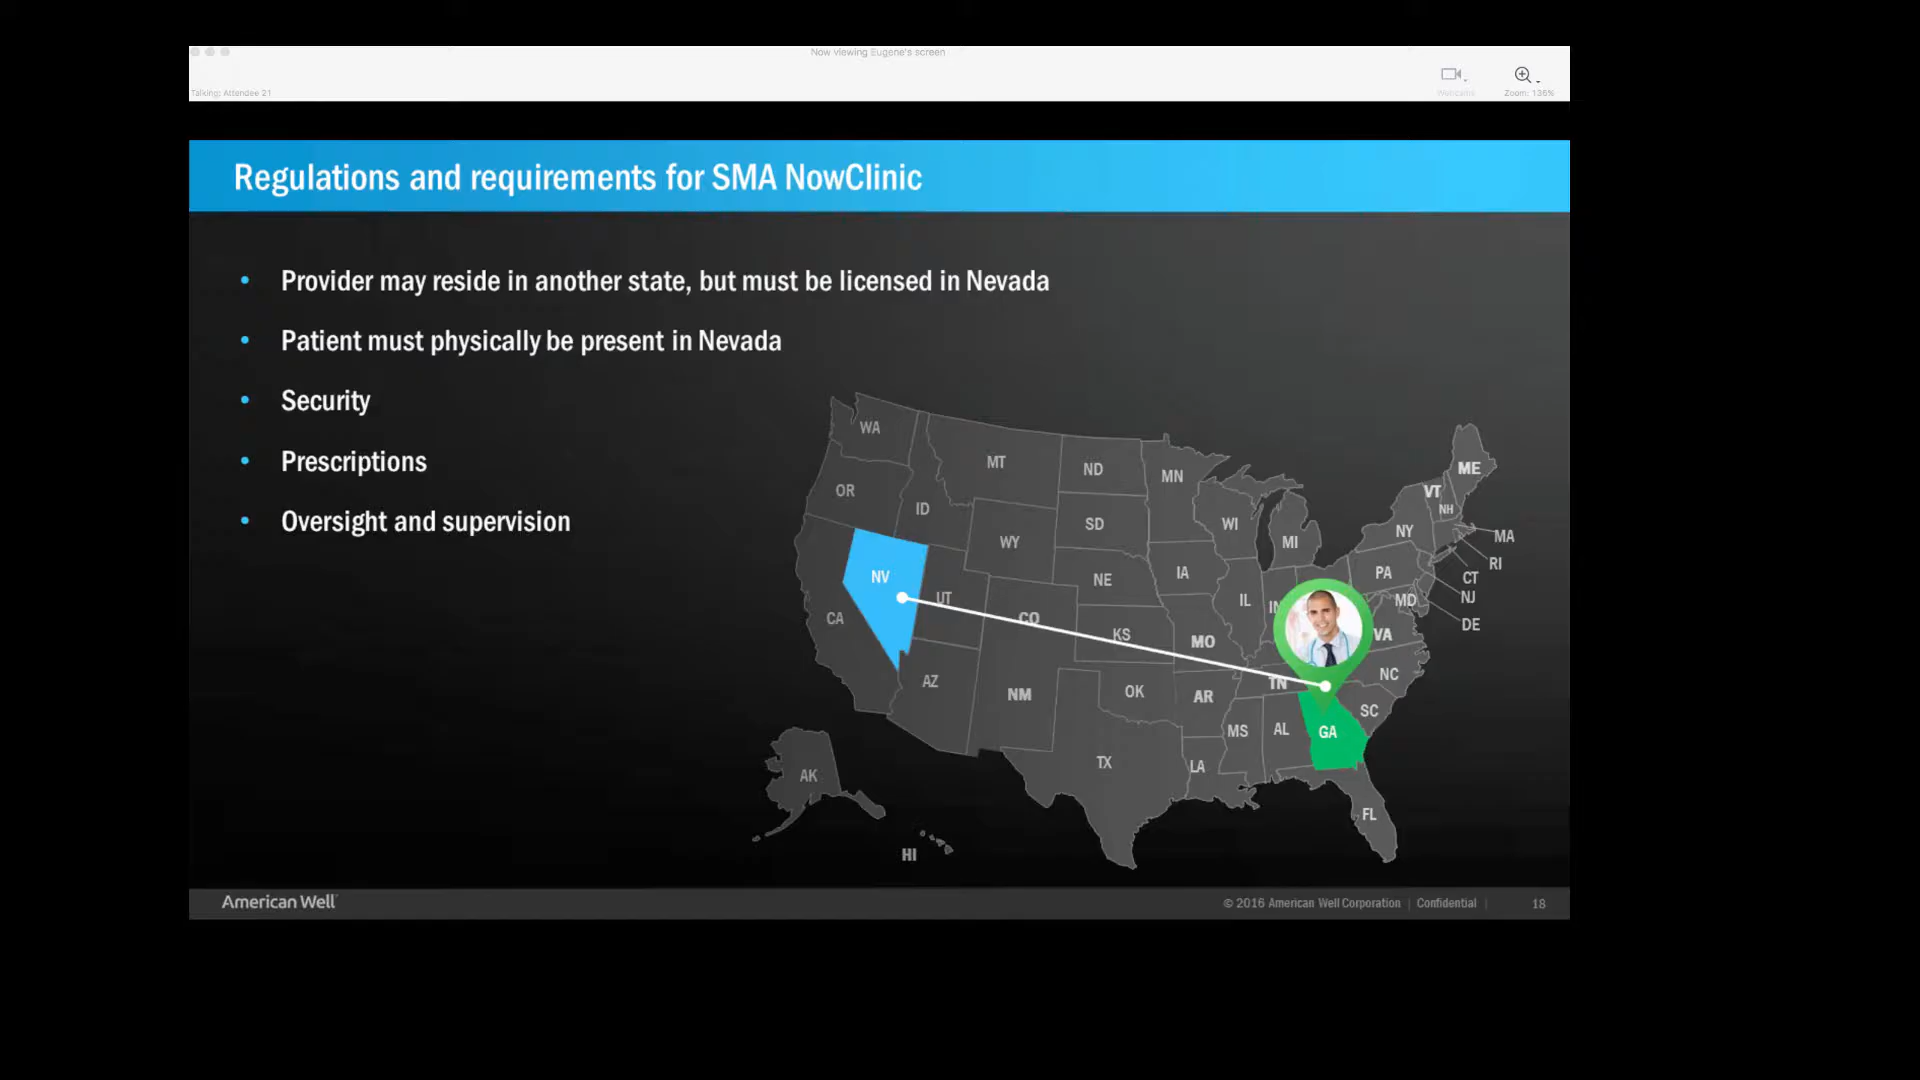 Now viewing Eugene's screen
Talking: Attendee 21
Webcams
Zoom: 136%
Regulations and requirements for SMA NowClinic
• Provider may reside in another state, but must be licensed in Nevada
• Patient must physically be present in Nevada
• Security
• Prescriptions
• Oversight and supervision
WA
MT
ND
MN
ME
VT
NH
OR
ID
SD
WI
NY
MA
WY
MI
RI
NV
NE
IA
PA
CT
UT
IL
IN
MD
NJ
CA
CO
KS
MO
VA
DE
AZ
NM
OK
AR
TN
NC
SC
MS
AL
GA
TX
LA
AK
FL
HI
American Well
© 2016 American Well Corporation | Confidential |
18